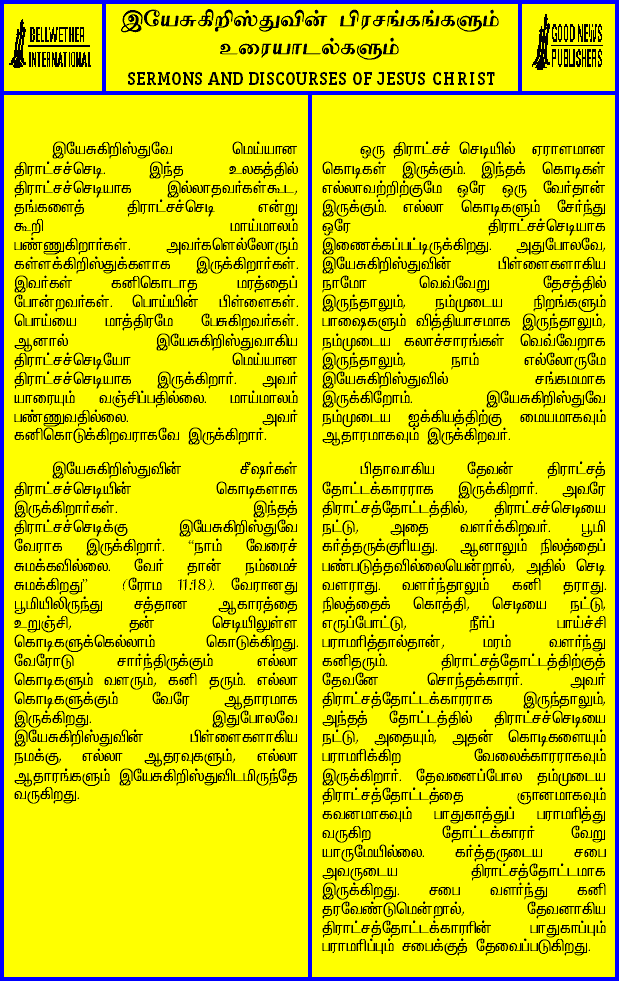 BELLWETHER
INTERNATIONAL
இயேசுகிறிஸ்துவின் பிரசங்கங்களும்
உரையாடல்களும்
SERMONS AND DISCOURSES OF JESUS CHRIST
GOOD NEWS
PUBLISHERS
இயேசுகிறிஸ்துவே மெய்யான
திராட்சச்செடி. இந்த உலகத்தில்
திராட்சச்செடியாக இல்லாதவர்கள்கூட,
தங்களைத் திராட்சச்செடி என்று
கூறி மாய்மாலம்
பண்ணுகிறார்கள். அவர்களெல்லோரும்
கள்ளக்கிறிஸ்துக்களாக இருக்கிறார்கள்.
இவர்கள் கனிகொடாத மரத்தைப்
போன்றவர்கள். பொய்யின் பிள்ளைகள்.
பொய்யை மாத்திரமே பேசுகிறவர்கள்.
ஆனால் இயேசுகிறிஸ்துவாகிய
திராட்சச்செடியோ மெய்யான
திராட்சச்செடியாக இருக்கிறார். அவர்
யாரையும் வஞ்சிப்பதில்லை. மாய்மாலம்
பண்ணுவதில்லை. அவர்
கனிகொடுக்கிறவராகவே இருக்கிறார்.
இயேசுகிறிஸ்துவின் சீஷர்கள்
திராட்சச்செடியின் கொடிகளாக
இருக்கிறார்கள். இந்தத்
திராட்சச்செடிக்கு இயேசுகிறிஸ்துவே
வேராக இருக்கிறார். "நாம் வேரைச்
சுமக்கவில்லை. வேர் தான் நம்மைச்
சுமக்கிறது" (ரோம 11:18). வேரானது
பூமியிலிருந்து சத்தான ஆகாரத்தை
உறுஞ்சி, தன் செடியிலுள்ள
கொடிகளுக்கெல்லாம் கொடுக்கிறது.
வேரோடு சார்ந்திருக்கும் எல்லா
கொடிகளும் வளரும், கனி தரும். எல்லா
கொடிகளுக்கும் வேரே ஆதாரமாக
இருக்கிறது. இதுபோலவே
இயேசுகிறிஸ்துவின் பிள்ளைகளாகிய
நமக்கு, எல்லா ஆதரவுகளும், எல்லா
ஆதாரங்களும் இயேசுகிறிஸ்துவிடமிருந்தே
வருகிறது.
ஒரு திராட்சச் செடியில் ஏராளமான
கொடிகள் இருக்கும். இந்தக் கொடிகள்
எல்லாவற்றிற்குமே ஒரே ஒரு வேர்தான்
இருக்கும். எல்லா கொடிகளும் சேர்ந்து
ஒரே திராட்சச்செடியாக
இணைக்கப்பட்டிருக்கிறது. அதுபோலவே,
இயேசுகிறிஸ்துவின் பிள்ளைகளாகிய
நாமோ வெவ்வேறு தேசத்தில்
இருந்தாலும், நம்முடைய நிறங்களும்
பாஷைகளும் வித்தியாசமாக இருந்தாலும்,
நம்முடைய கலாச்சாரங்கள் வெவ்வேறாக
இருந்தாலும், நாம் எல்லோருமே
இயேசுகிறிஸ்துவில் சங்கமமாக
இருக்கிறோம். இயேசுகிறிஸ்துவே
நம்முடைய ஐக்கியத்திற்கு மையமாகவும்
ஆதாரமாகவும் இருக்கிறவர்.
பிதாவாகிய தேவன் திராட்சத்
தோட்டக்காரராக இருக்கிறார். அவரே
திராட்சத்தோட்டத்தில், திராட்சச்செடியை
நட்டு, அதை வளர்க்கிறவர். பூமி
கர்த்தருக்குரியது. ஆனாலும் நிலத்தைப்
பண்படுத்தவில்லையென்றால், அதில் செடி
வளராது. வளர்ந்தாலும் கனி தராது.
நிலத்தைக் கொத்தி, செடியை நட்டு,
எருப்போட்டு, நீர்ப் பாய்ச்சி
பராமரித்தால்தான், மரம் வளர்ந்து
கனிதரும். திராட்சத்தோட்டத்திற்குத்
தேவனே சொந்தக்காரர். அவர்
திராட்சத்தோட்டக்காரராக இருந்தாலும்,
அந்தத் தோட்டத்தில் திராட்சச்செடியை
நட்டு, அதையும், அதன் கொடிகளையும்
பராமரிக்கிற வேலைக்காரராகவும்
இருக்கிறார். தேவனைப்போல தம்முடைய
திராட்சத்தோட்டத்தை ஞானமாகவும்
கவனமாகவும் பாதுகாத்துப் பராமரித்து
வருகிற தோட்டக்காரர் வேறு
யாருமேயில்லை. கர்த்தருடைய சபை
அவருடைய திராட்சத்தோட்டமாக
இருக்கிறது. சபை வளர்ந்து கனி
தரவேண்டுமென்றால், தேவனாகிய
திராட்சத்தோட்டக்காரரின் பாதுகாப்பும்
பராமரிப்பும் சபைக்குத் தேவைப்படுகிறது.